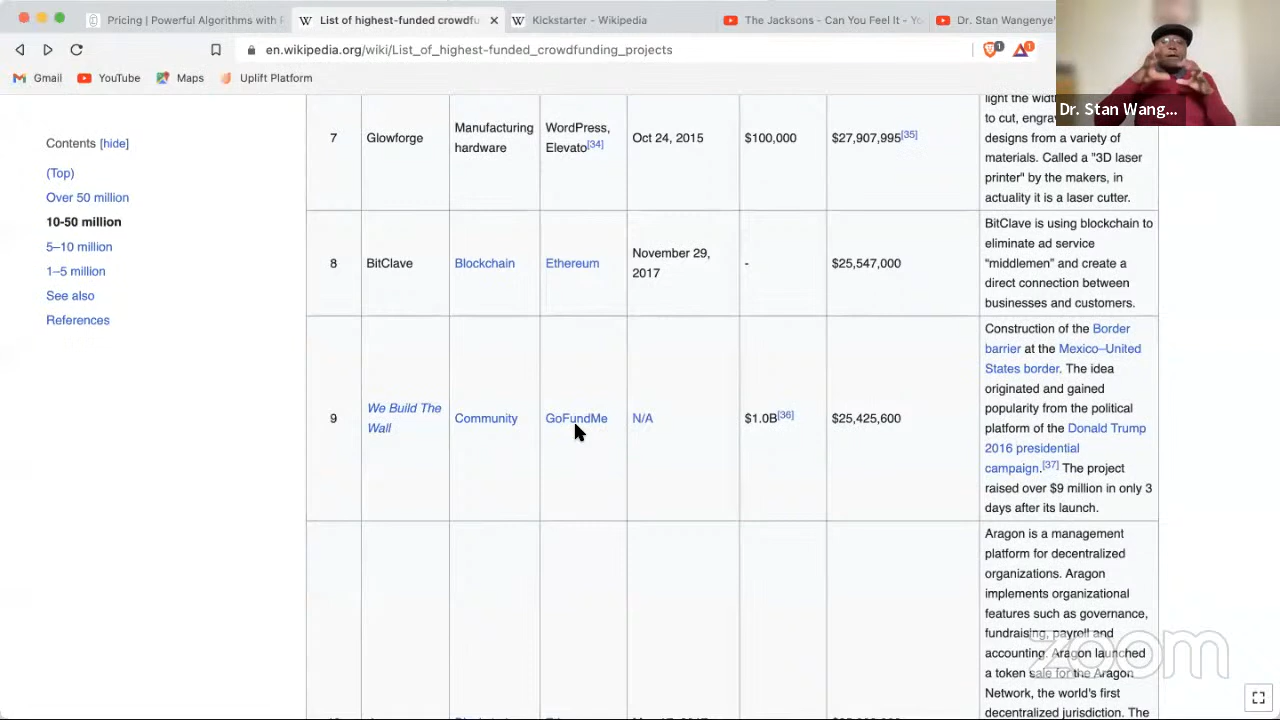 Pricing | Powerful Algorithms with
List of highest-funded crowdfu
Kickstarter - Wikipedia
The Jacksons - Can You Feel It - Yo
Dr. Stan Wangenye'
en.wikipedia.org/wiki/List_of_highest-funded_crowdfunding_projects
1
1
Gmail
YouTube
Maps
Uplift Platform
Dr. Stan Wang...
Contents [hide]
(Top)
Over 50 million
10-50 million
5–10 million
1–5 million
See also
References
7
Glowforge
Manufacturing
hardware
WordPress,
Elevato[34]
Oct 24, 2015
$100,000
$27,907,995[35]
light the width
to cut, engra
designs from a variety of
materials. Called a "3D laser
printer" by the makers, in
actuality it is a laser cutter.
8
BitClave
Blockchain
Ethereum
November 29,
2017
-
$25,547,000
BitClave is using blockchain to
eliminate ad service
“middlemen” and create a
direct connection between
businesses and customers.
9
We Build The
Wall
Community
GoFundMe
N/A
$1.0B[36]
$25,425,600
Construction of the Border
barrier at the Mexico–United
States border. The idea
originated and gained
popularity from the political
platform of the Donald Trump
2016 presidential
campaign.[37] The project
raised over $9 million in only 3
days after its launch.
Aragon is a management
platform for decentralized
organizations. Aragon
implements organizational
features such as governance,
fundraising, payroll and
accounting. Aragon launched
a token sale for the Aragon
Network, the world's first
decentralized jurisdiction. The
zoom